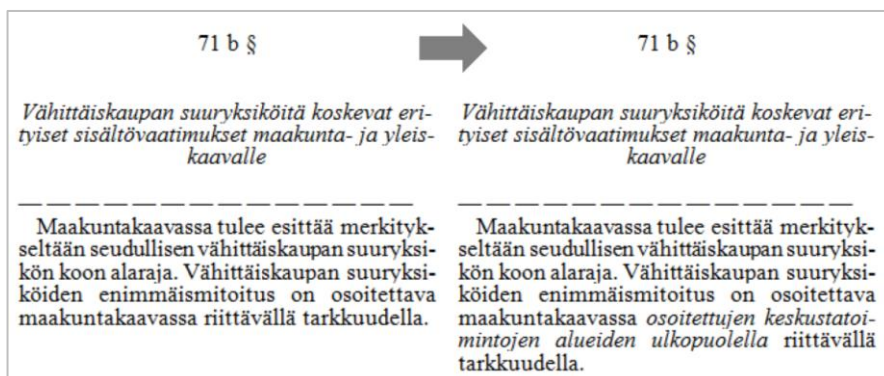 71 b §
Vähittäiskaupan suuryksiköitä koskevat eri-
tyiset sisältövaatimukset maakunta- ja yleis-
kaavalle
— — — — — — — — — — — — — —
Maakuntakaavassa tulee esittää merkityk-
seltään seudullisen vähittäiskaupan suuryksi-
kön koon alaraja. Vähittäiskaupan suuryksi-
köiden enimmäismitoitus on osoitettava
maakuntakaavassa riittävällä tarkkuudella.
71 b §
Vähittäiskaupan suuryksiköitä koskevat eri-
tyiset sisältövaatimukset maakunta- ja yleis-
kaavalle
— — — — — — — — — — — — — —
Maakuntakaavassa tulee esittää merkityk-
seltään seudullisen vähittäiskaupan suuryksi-
kön koon alaraja. Vähittäiskaupan suuryksi-
köiden enimmäismitoitus on osoitettava
maakuntakaavassa osoitettujen keskustatoi-
mintojen alueiden ulkopuolella riittävällä
tarkkuudella.